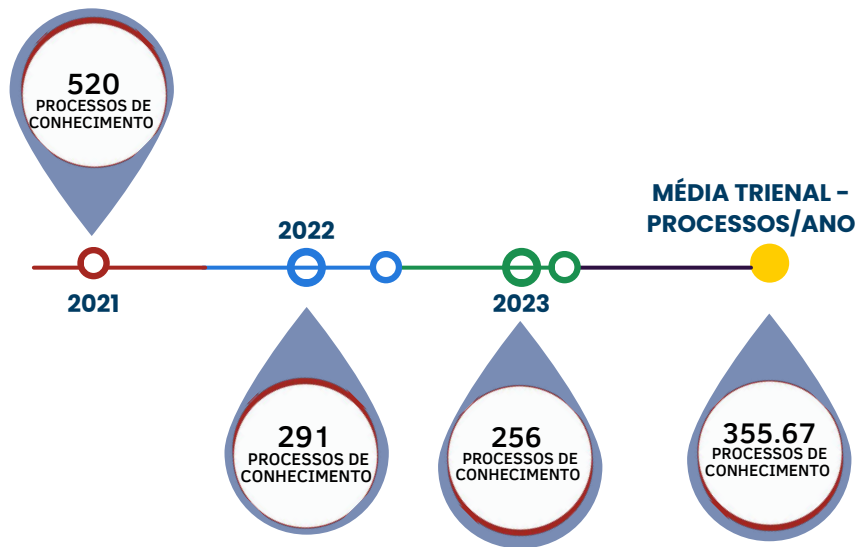 520
PROCESSOS DE
CONHECIMENTO
2021
2022
291
PROCESSOS DE
CONHECIMENTO
2023
256
PROCESSOS DE
CONHECIMENTO
MÉDIA TRIENAL -
PROCESSOS/ANO
355.67
PROCESSOS DE
CONHECIMENTO